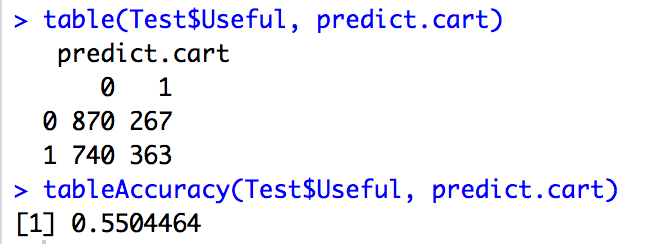 > table(Test$Useful, predict.cart)
predict.cart
0 1
0 870 267
1 740 363
> tableAccuracy(Test$Useful, predict.cart)
[1] 0.5504464